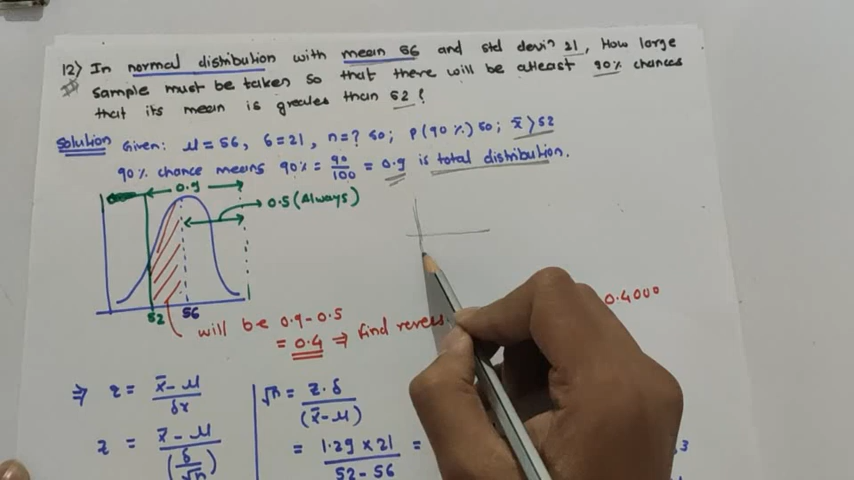 12) In normal distribution with mean 56 and std devi? 21, How large
sample must be taken so that there will be atleast 90% chances
that its mean is greater than 52?
Solution Given: μ = 56, б = 21, n = ? so; P(90%) so; x̄ > 52
90% chance means 90% = 90/100 = 0.9 is total distribution.
0.9
0.5 (Always)
52 56
will be 0.9 - 0.5
= 0.4 ⇒ find
0.4000
⇒ z = x̄ - μ / δx
z = x̄ - μ / (δ/√n)
√n = z·δ / (x̄ - μ)
= 1.29 × 21 / 52 - 56 =